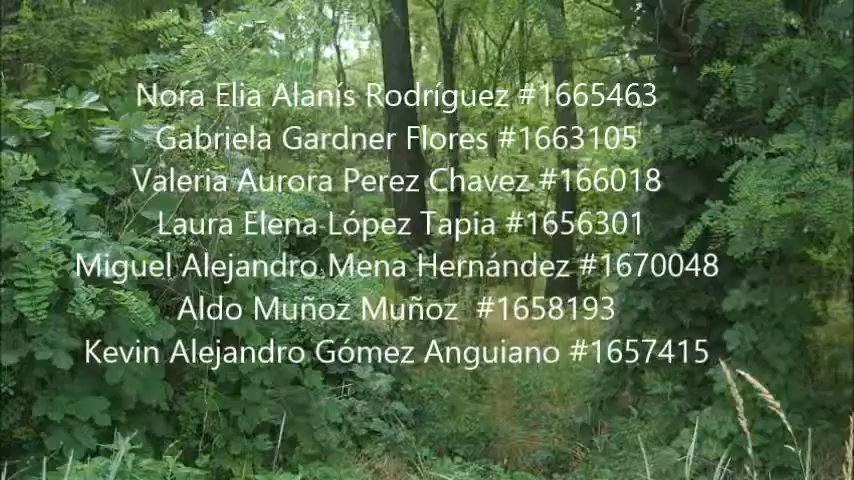 Nora Elia Alanís Rodríguez #1665463
Gabriela Gardner Flores #1663105
Valeria Aurora Perez Chavez #166018
Laura Elena López Tapia #1656301
Miguel Alejandro Mena Hernández #1670048
Aldo Muñoz Muñoz #1658193
Kevin Alejandro Gómez Anguiano #1657415